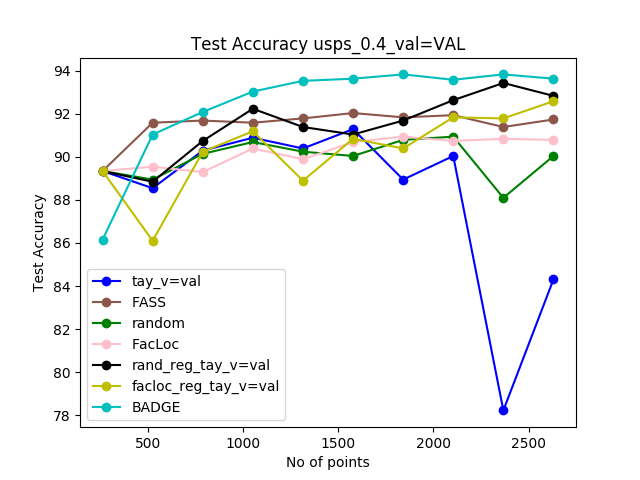 Test Accuracy usps_0.4_val=VAL
94
92
90
88
86
84
82
80
78
Test Accuracy
tay_v=val
FASS
random
FacLoc
rand_reg_tay_v=val
facloc_reg_tay_v=val
BADGE
500
1000
1500
2000
2500
No of points